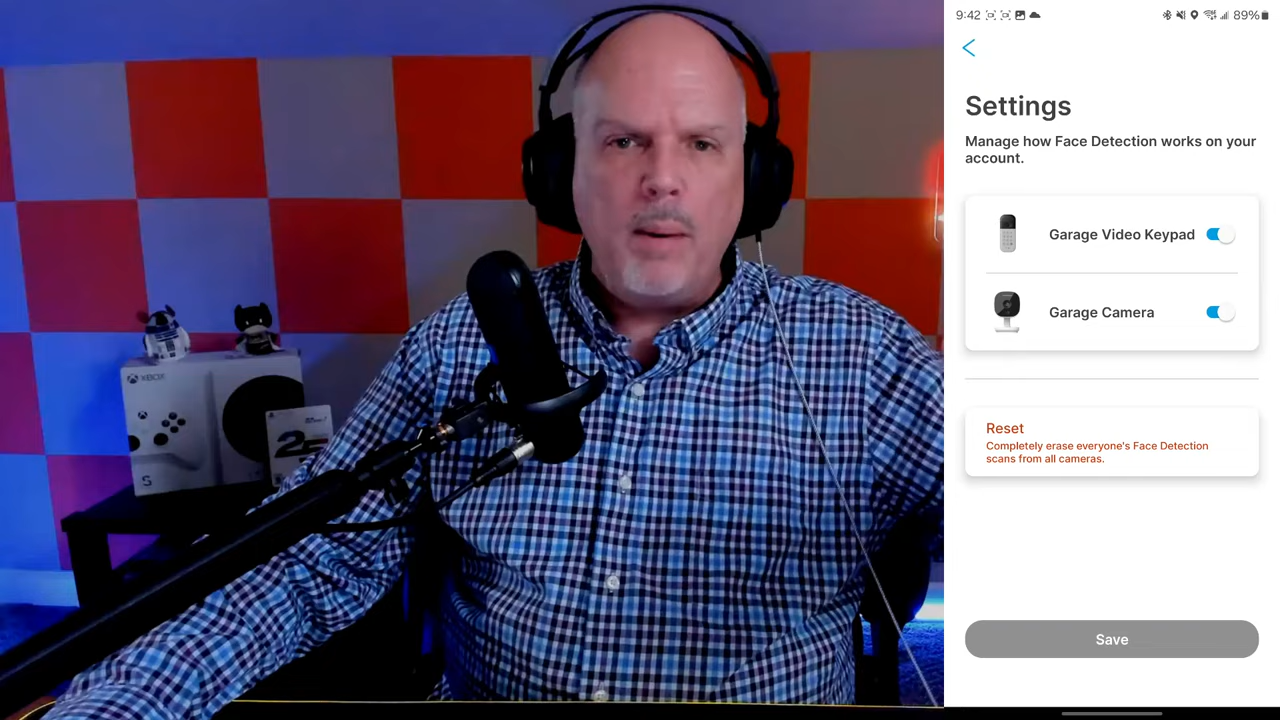 9:42
89%
Settings
Manage how Face Detection works on your
account.
Garage Video Keypad
Garage Camera
Reset
Completely erase everyone's Face Detection
scans from all cameras.
Save
XBOX
S
25